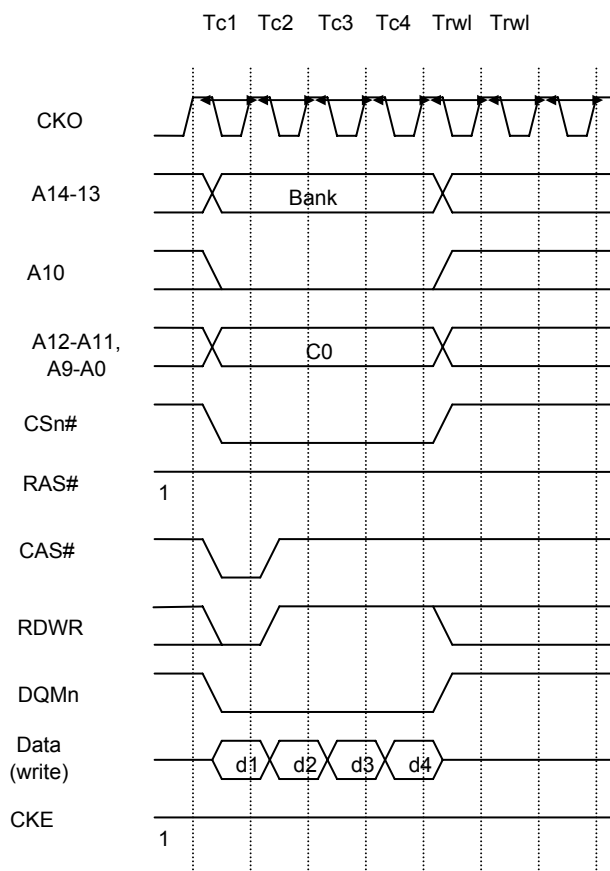 Tc1 Tc2 Tc3 Tc4 Trwl Trwl
CKO
A14-13
Bank
A10
A12-A11,
A9-A0
C0
CSn#
RAS#
1
CAS#
RDWR
DQMn
Data
(write)
d1 d2 d3 d4
CKE
1